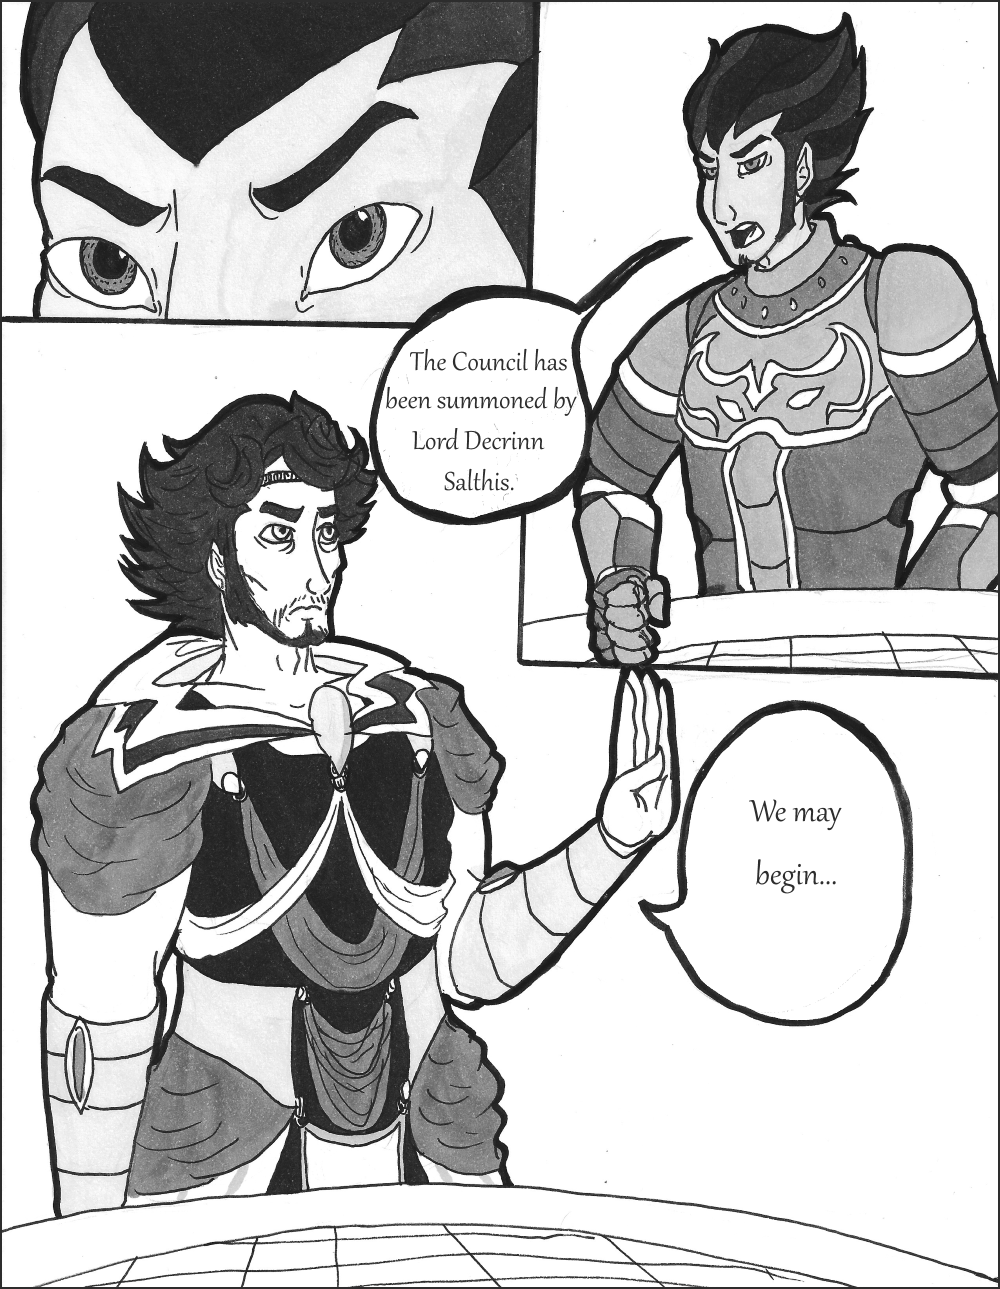 The Council has
been summoned by
Lord Decrinn
Salthis.
We may
begin...